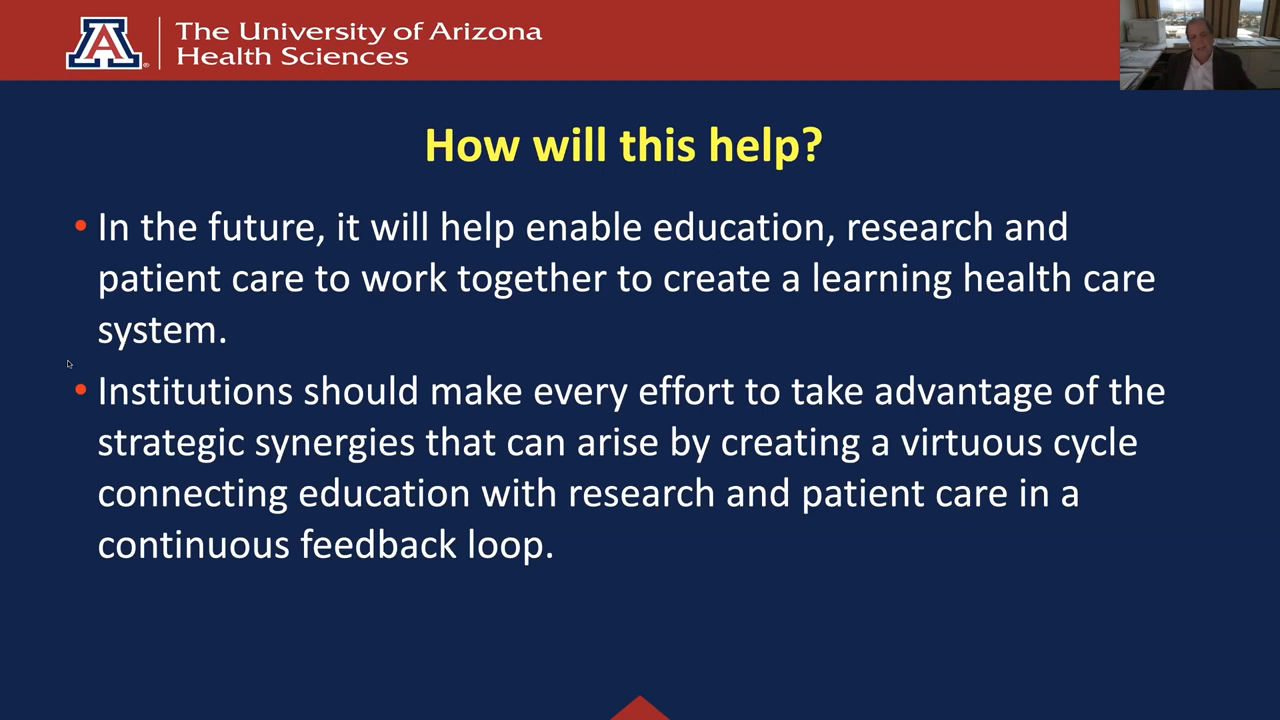 The University of Arizona
Health Sciences
How will this help?
• In the future, it will help enable education, research and
patient care to work together to create a learning health care
system.
• Institutions should make every effort to take advantage of the
strategic synergies that can arise by creating a virtuous cycle
connecting education with research and patient care in a
continuous feedback loop.